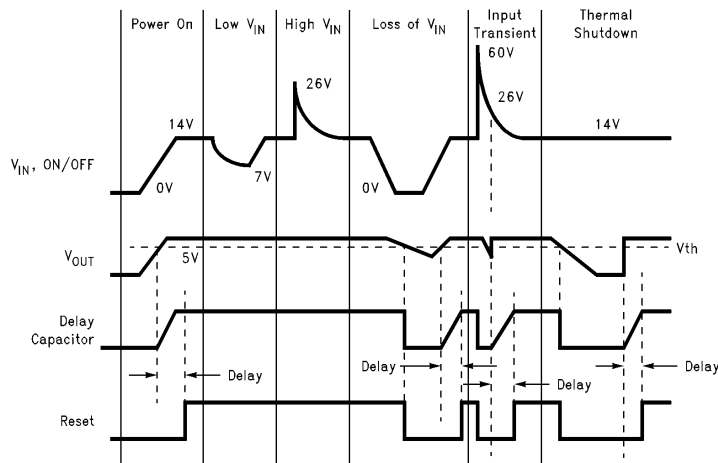 Power On
Low VIN
High VIN
Loss of VIN
Input
Transient
Thermal
Shutdown
60V
26V
26V
14V
14V
VIN, ON/OFF
7V
0V
0V
VOUT
5V
Vth
Delay
Capacitor
Delay
Delay
Delay
Delay
Reset